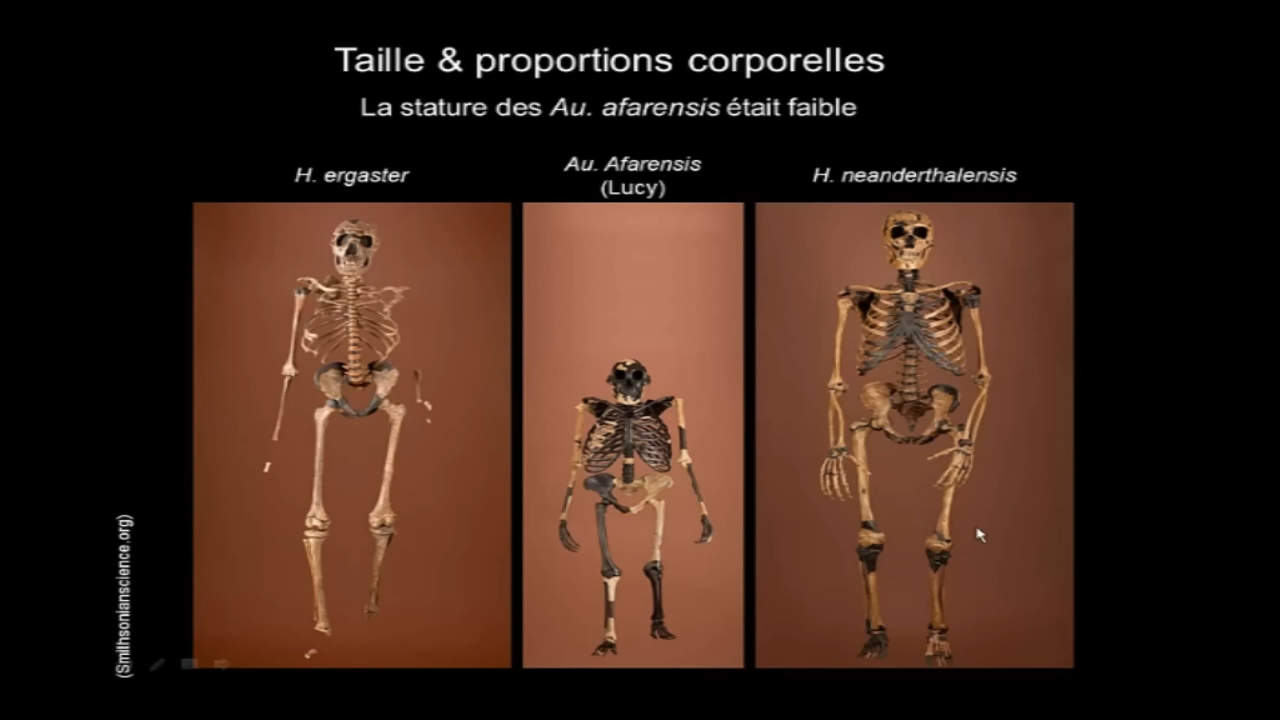 Taille & proportions corporelles
La stature des Au. afarensis était faible
H. ergaster
Au. Afarensis
(Lucy)
H. neanderthalensis
(Smithsonianscience.org)